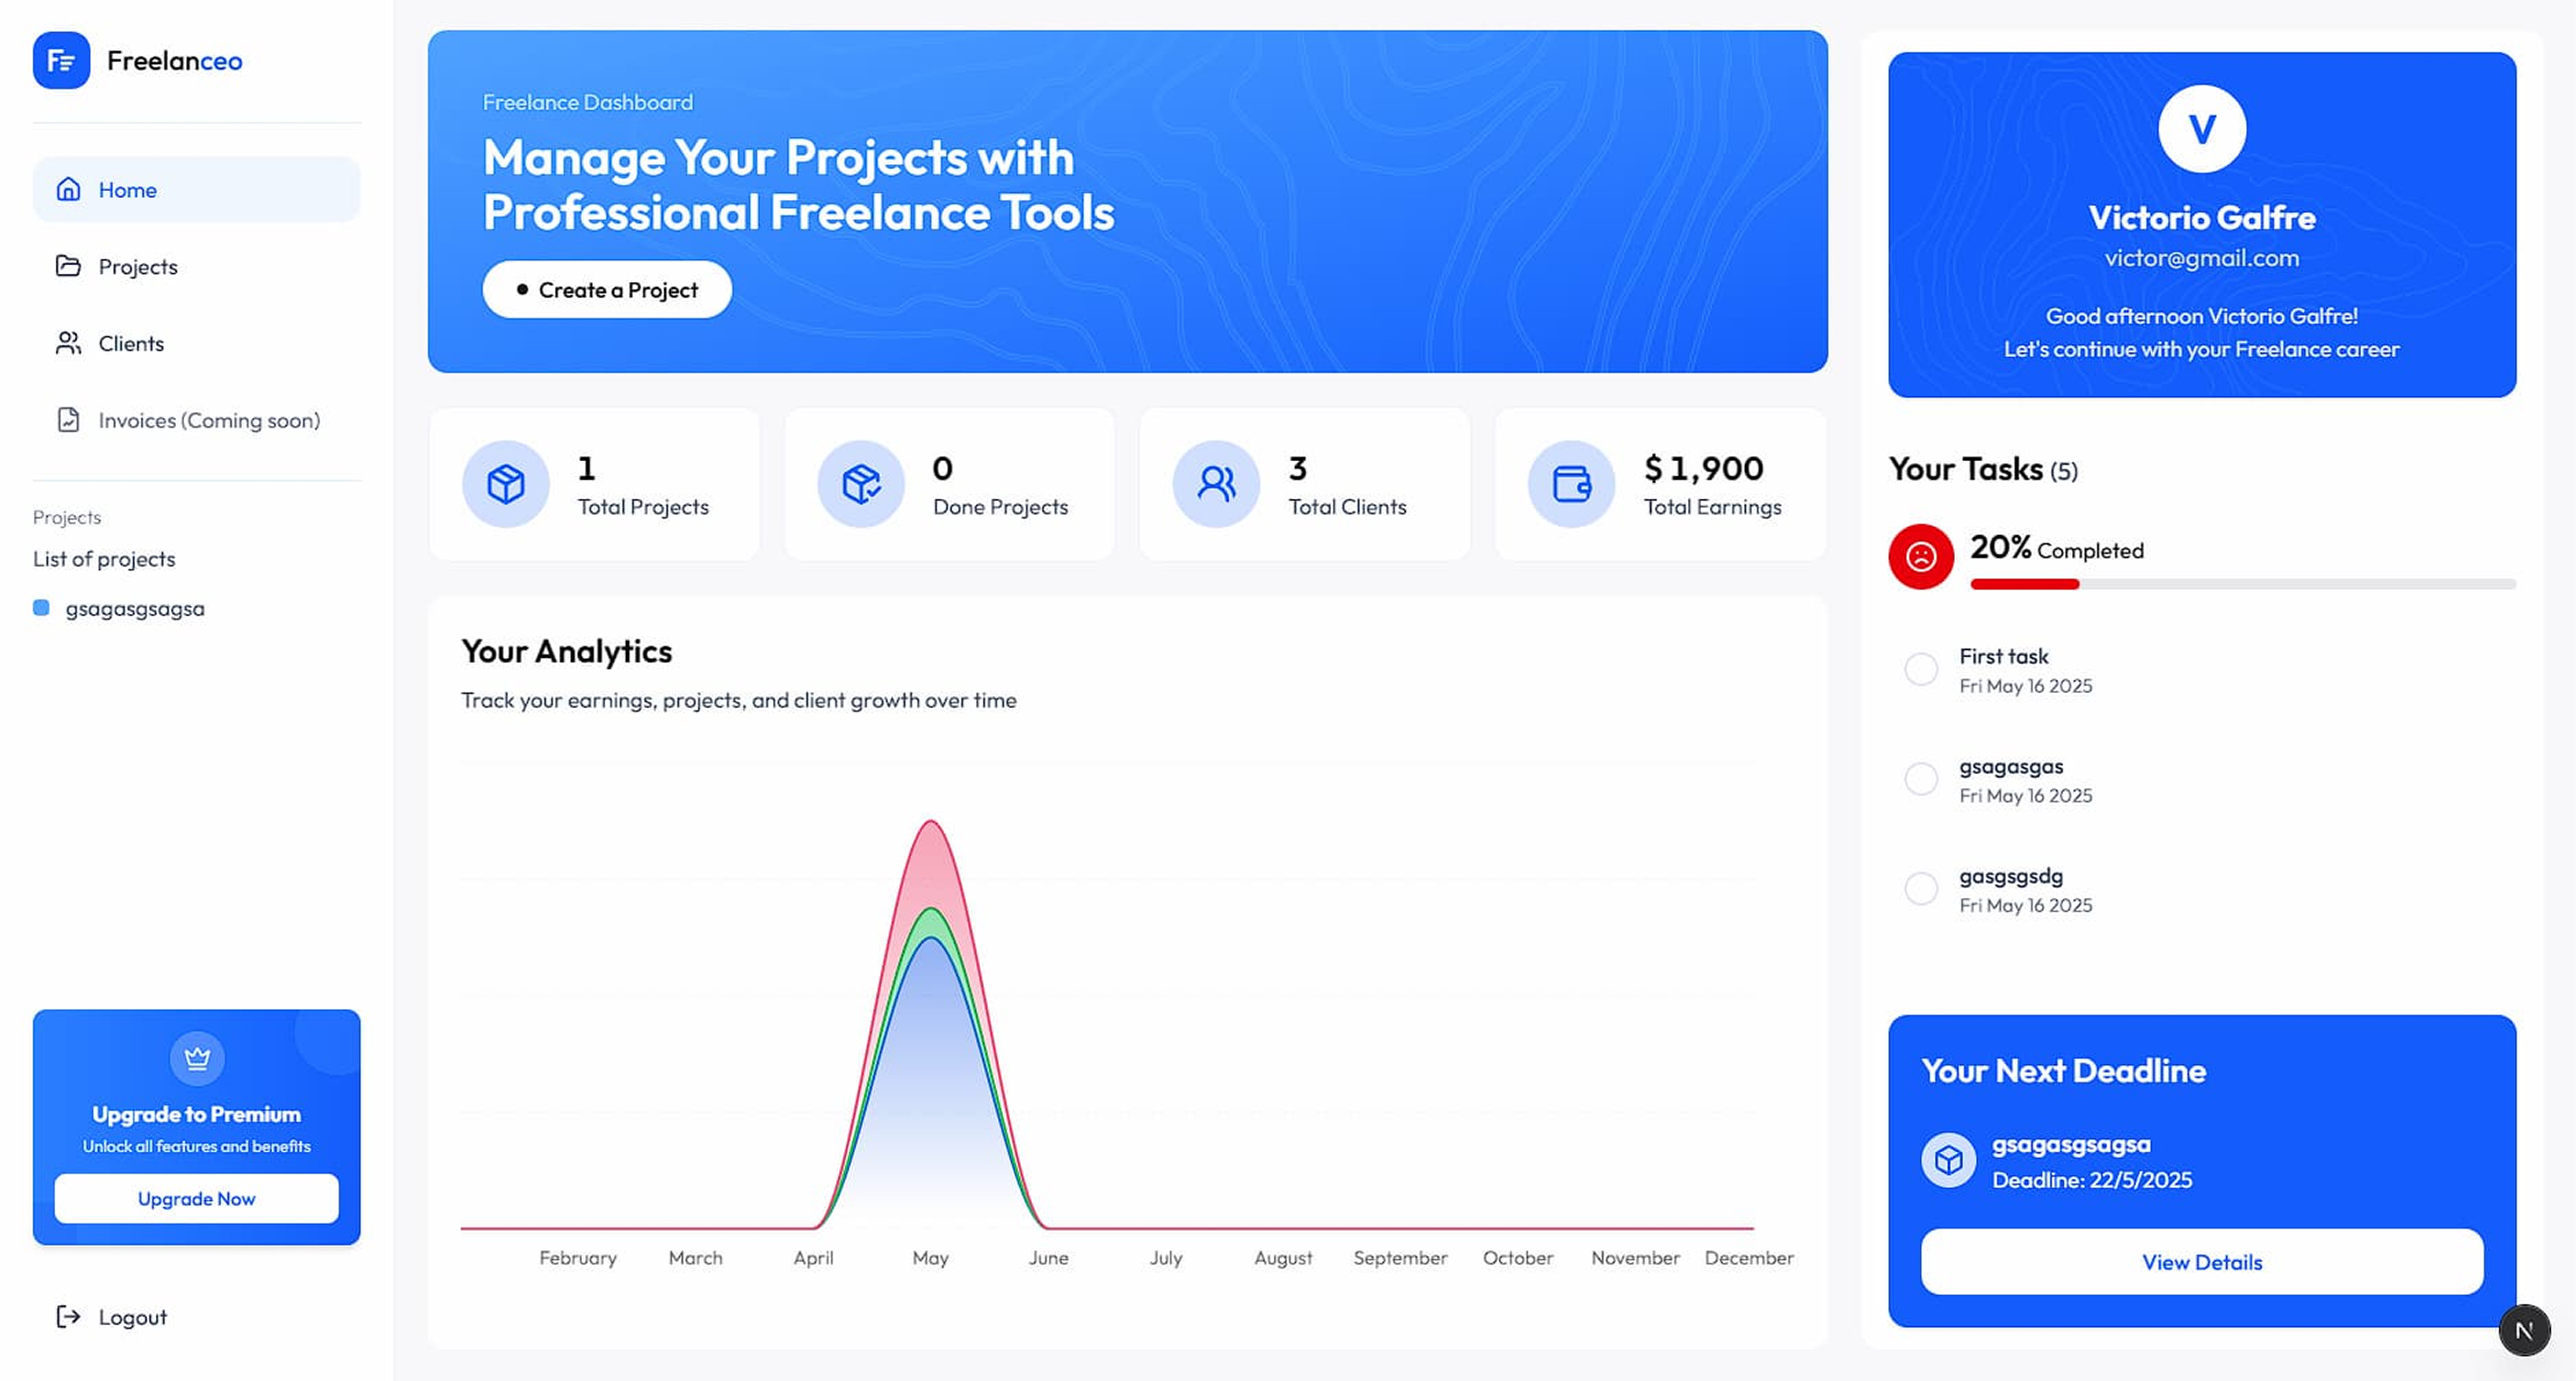 Freelanceo
Home
Projects
Clients
Invoices (Coming soon)
Projects
List of projects
gsagasgsagsa
Upgrade to Premium
Unlock all features and benefits
Upgrade Now
Logout
Freelance Dashboard
Manage Your Projects with
Professional Freelance Tools
Create a Project
1
Total Projects
0
Done Projects
3
Total Clients
$ 1,900
Total Earnings
Your Analytics
Track your earnings, projects, and client growth over time
February March April May June July August September October November December
V
Victorio Galfre
victor@gmail.com
Good afternoon Victorio Galfre!
Let's continue with your Freelance career
Your Tasks (5)
20% Completed
First task
Fri May 16 2025
gsagasgas
Fri May 16 2025
gasgsgsdg
Fri May 16 2025
Your Next Deadline
gsagasgsagsa
Deadline: 22/5/2025
View Details
N